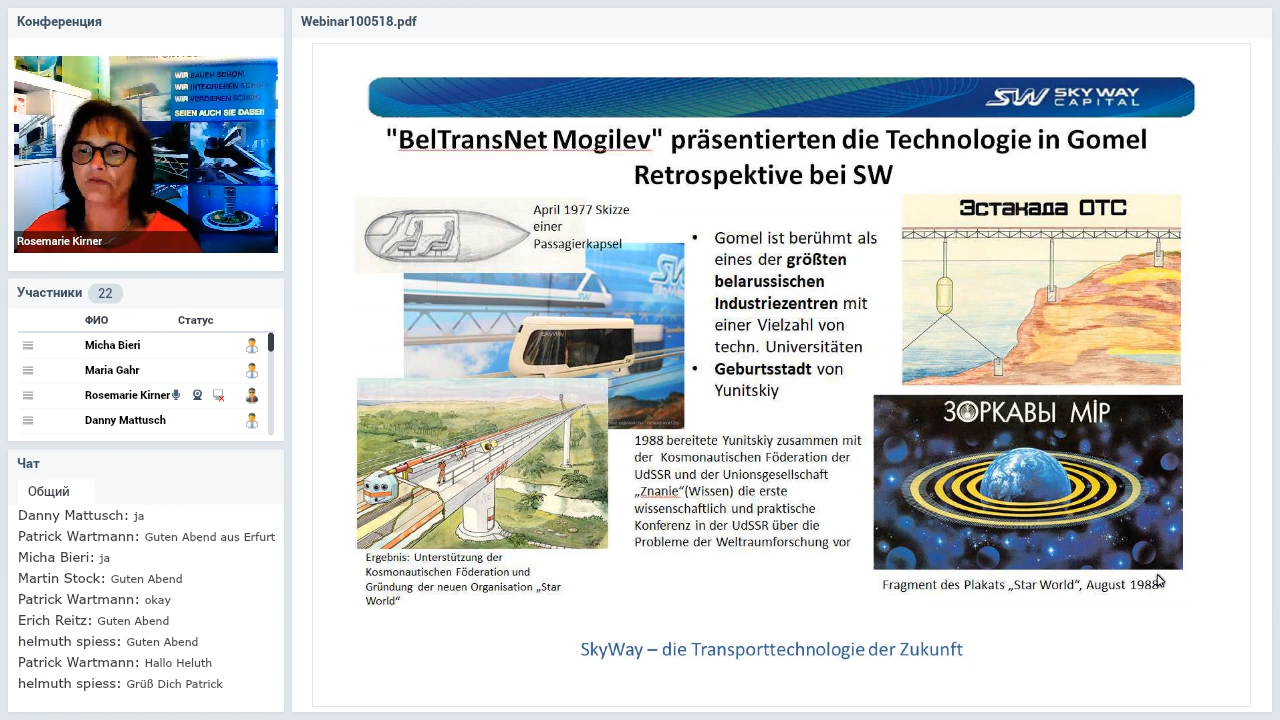 Конференция
WIR BAUEN SCHON!
WIR INTEGRIEREN SCHON!
WIR VERDIENEN SCHON!
SEIEN AUCH SIE DABEI!
Rosemarie Kirner
Участники 22
ФИО Статус
Micha Bieri
Maria Gahr
Rosemarie Kirner
Danny Mattusch
Чат
Общий
Danny Mattusch: ja
Patrick Wartmann: Guten Abend aus Erfurt
Micha Bieri: ja
Martin Stock: Guten Abend
Patrick Wartmann: okay
Erich Reitz: Guten Abend
helmuth spiess: Guten Abend
Patrick Wartmann: Hallo Heluth
helmuth spiess: Grüß Dich Patrick
Webinar100518.pdf
SW SKY WAY
CAPITAL
"BelTransNet Mogilev" präsentierten die Technologie in Gomel
Retrospektive bei SW
April 1977 Skizze
einer
Passagierkapsel
• Gomel ist berühmt als
eines der größten
belarussischen
Industriezentren mit
einer Vielzahl von
techn. Universitäten
• Geburtsstadt von
Yunitskiy
Эстакада ОТС
1988 bereitete Yunitskiy zusammen mit
der Kosmonautischen Föderation der
UdSSR und der Unionsgesellschaft
„Znanie“(Wissen) die erste
wissenschaftlich und praktische
Konferenz in der UdSSR über die
Probleme der Weltraumforschung vor
ЗОРКАВЫ МІР
Ergebnis: Unterstützung der
Kosmonautischen Föderation und
Gründung der neuen Organisation „Star
World“
Fragment des Plakats „Star World“, August 1988
SkyWay – die Transporttechnologie der Zukunft